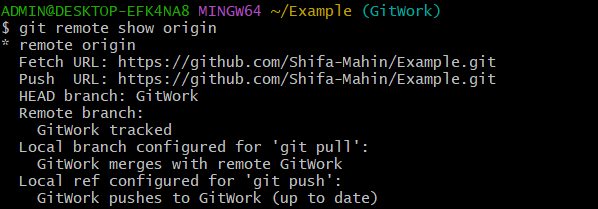 ADMIN@DESKTOP-EFK4NA8 MINGW64 ~/Example (GitWork)
$ git remote show origin
* remote origin
  Fetch URL: https://github.com/Shifa-Mahin/Example.git
  Push  URL: https://github.com/Shifa-Mahin/Example.git
  HEAD branch: GitWork
  Remote branch:
    GitWork tracked
  Local branch configured for 'git pull':
    GitWork merges with remote GitWork
  Local ref configured for 'git push':
    GitWork pushes to GitWork (up to date)